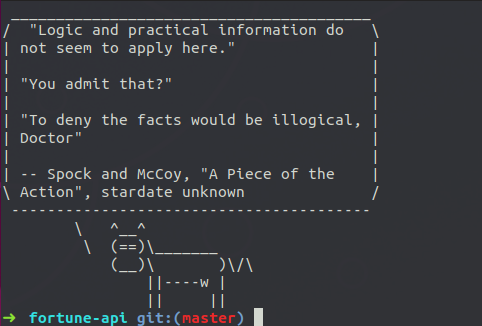 _______________________________________
/  "Logic and practical information do  \
| not seem to apply here."              |
|                                       |
| "You admit that?"                     |
|                                       |
| "To deny the facts would be illogical, |
| Doctor"                               |
|                                       |
| -- Spock and McCoy, "A Piece of the   |
\ Action", stardate unknown             /
 ---------------------------------------
        \   ^__^
         \  (==)\_______
            (__)\       )\/\
                ||----w |
                ||     ||
➜  fortune-api git:(master)